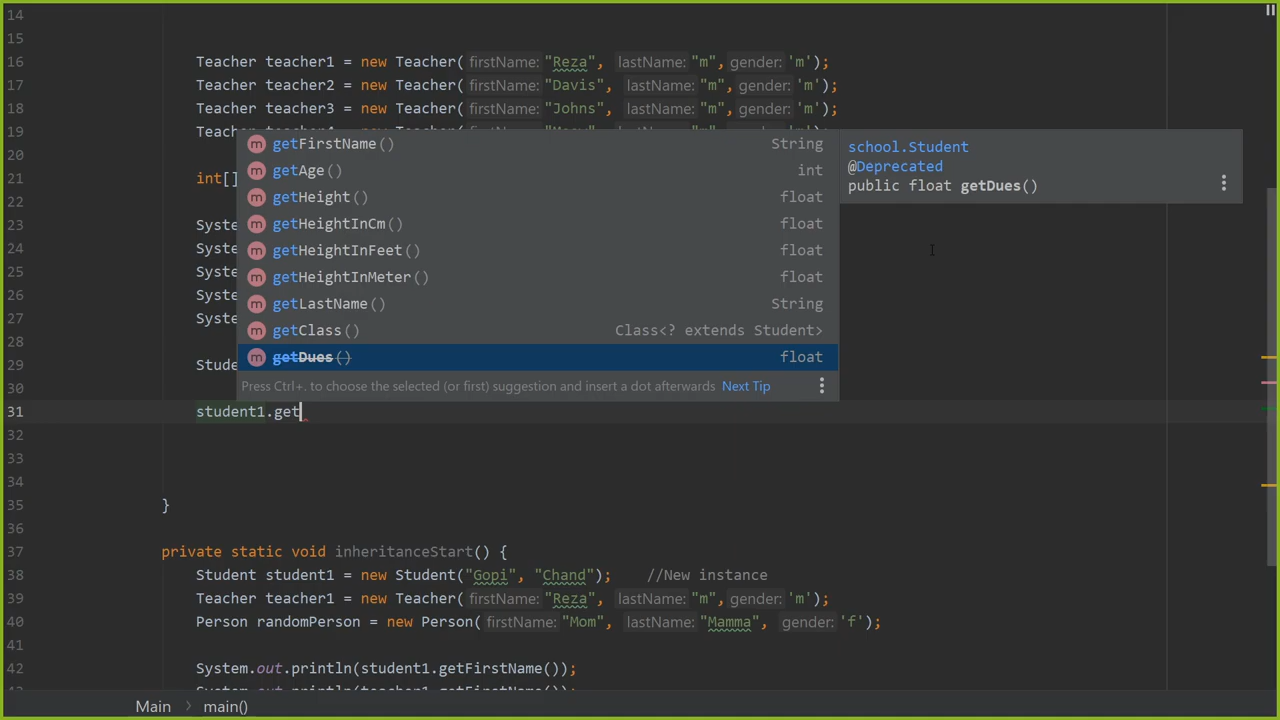 14
15
16 Teacher teacher1 = new Teacher( firstName: "Reza", lastName: "m", gender: 'm');
17 Teacher teacher2 = new Teacher( firstName: "Davis", lastName: "m", gender: 'm');
18 Teacher teacher3 = new Teacher( firstName: "Johns", lastName: "m", gender: 'm');
19
20
21 int[]
22
23 Syste
24 Syste
25 Syste
26 Syste
27 Syste
28
29 Stude
30
getFirstName() String
getAge() int
getHeight() float
getHeightInCm() float
getHeightInFeet() float
getHeightInMeter() float
getLastName() String
getClass() Class<? extends Student>
getDues() float
Press Ctrl+. to choose the selected (or first) suggestion and insert a dot afterwards Next Tip
school.Student
@Deprecated
public float getDues()
31 student1.get
32
33
34
35 }
36
37 private static void inheritanceStart() {
38 Student student1 = new Student("Gopi", "Chand"); //New instance
39 Teacher teacher1 = new Teacher( firstName: "Reza", lastName: "m", gender: 'm');
40 Person randomPerson = new Person( firstName: "Mom", lastName: "Mamma", gender: 'f');
41
42 System.out.println(student1.getFirstName());
Main > main()